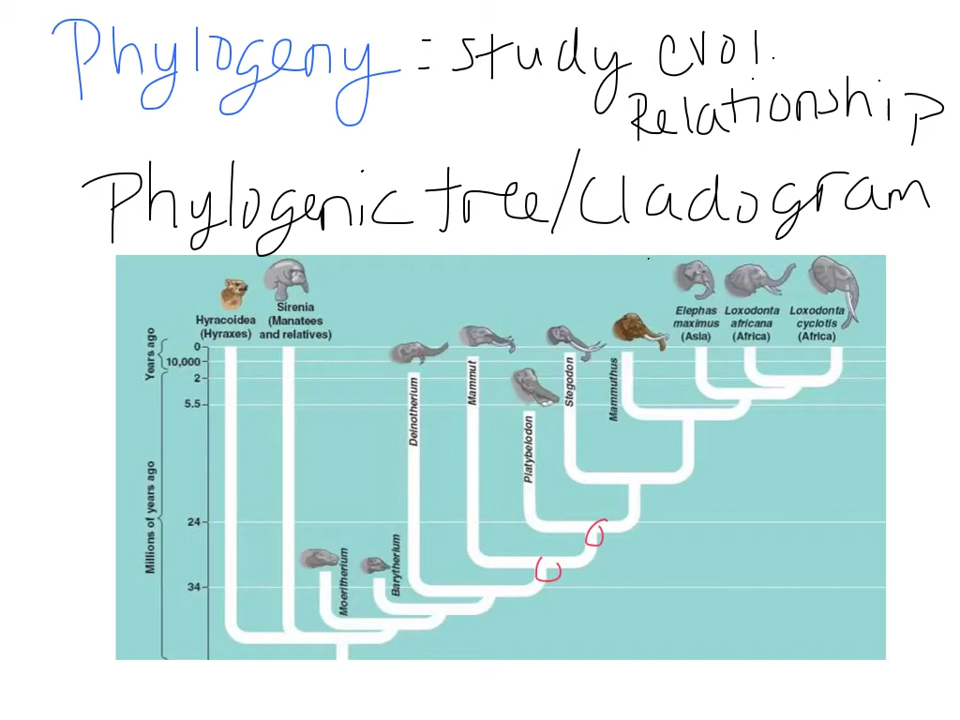 Phylogeny = study evol.
Relationship
Phylogenic tree/cladogram
Hyracoidea
(Hyraxes)
Sirenia
(Manatees
and relatives)
Elephas
maximus
(Asia)
Loxodonta
africana
(Africa)
Loxodonta
cyclotis
(Africa)
Years ago
0
10,000
2
5.5
24
34
Millions of years ago
Moeritherium
Barytherium
Deinotherium
Mammut
Platybelodon
Stegodon
Mammuthus